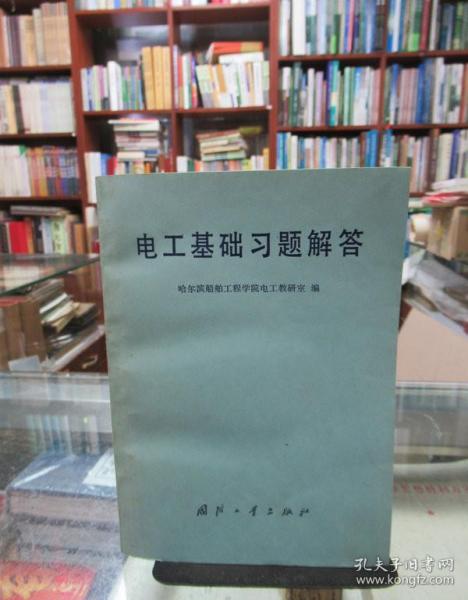 电工基础习题解答
哈尔滨船舶工程学院电工教研室 编
国防工业出版社
孔夫子旧书网
www.kongfz.com